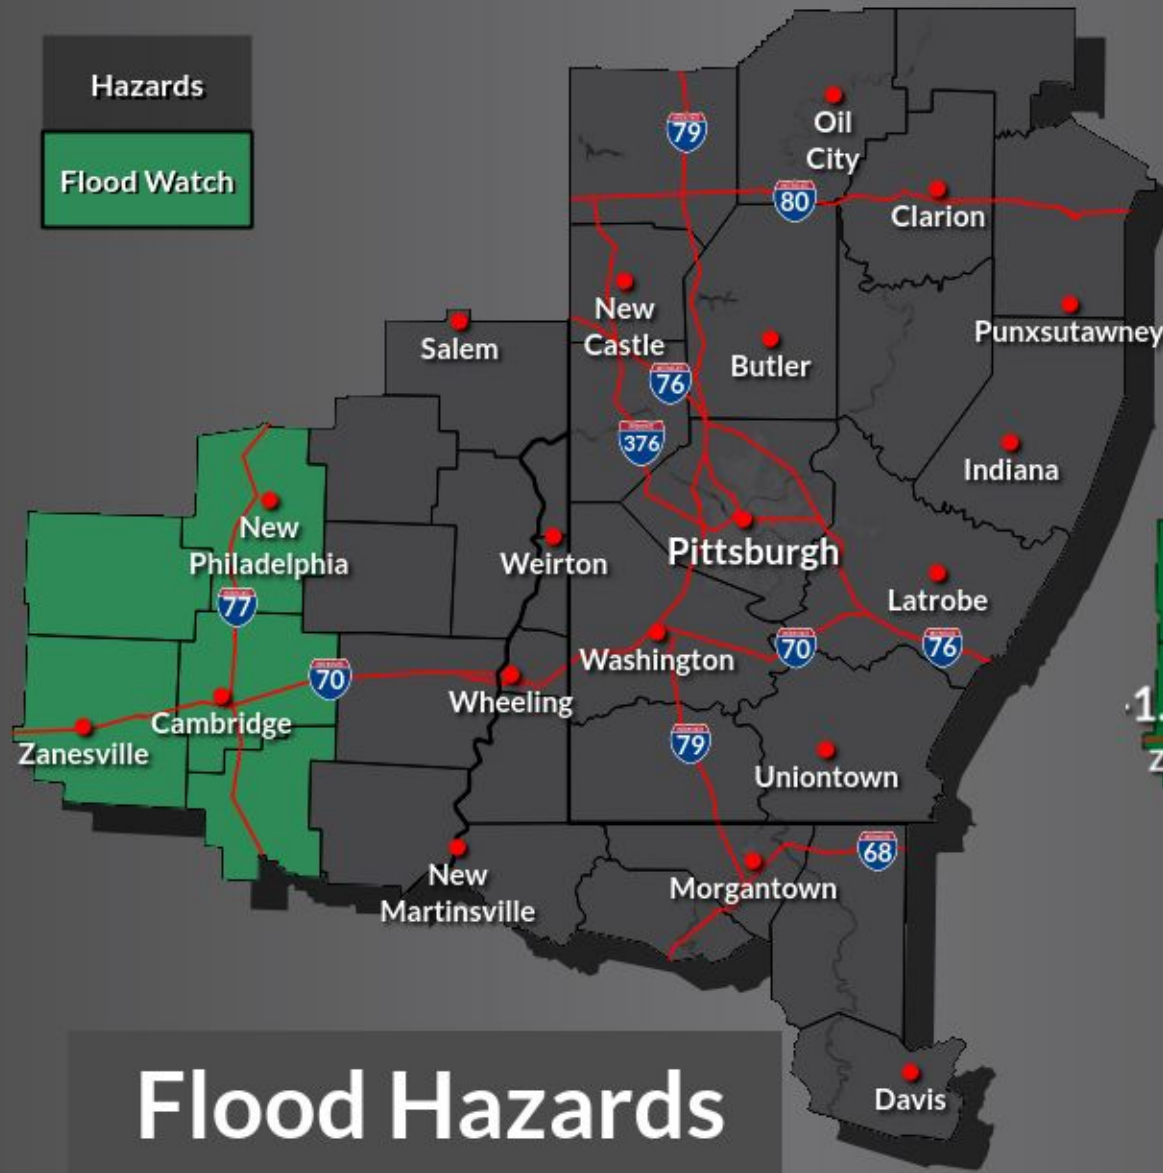 Hazards
Flood Watch
79
Oil
City
80
Clarion
New
Castle
Salem
Punxsutawney
Butler
76
376
Indiana
New
Philadelphia
Weirton
Pittsburgh
77
Latrobe
70
Washington
70
76
Wheeling
Cambridge
Zanesville
79
Uniontown
68
New
Martinsville
Morgantown
Davis
Flood Hazards